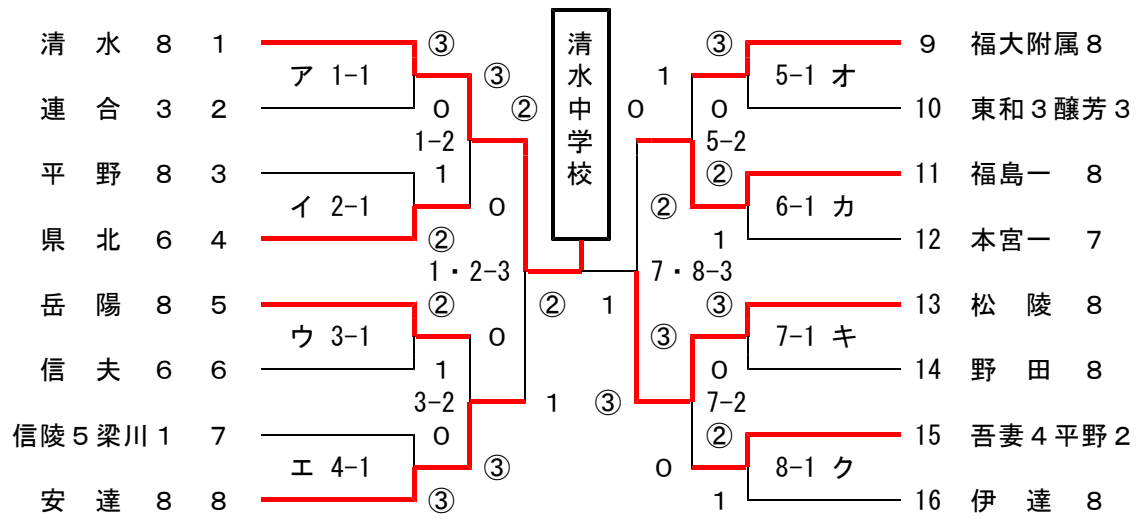 清水中学校
清 水 8 1
ア 1-1
連 合 3 2
平 野 8 3
イ 2-1
県 北 6 4
岳 陽 8 5
ウ 3-1
信 夫 6 6
信陵5梁川1 7
エ 4-1
安 達 8 8
③
0
1-2
1
②
②
1
3-2
0
③
③
0
0
③
②
1・2-3
1
② 1
0
7・8-3
③
1
②
③
0
③
0
5-2
②
1
③
0
7-2
②
1
5-1 オ
6-1 カ
7-1 キ
8-1 ク
9 福大附属8
10 東和3醸芳3
11 福島一 8
12 本宮一 7
13 松 陵 8
14 野 田 8
15 吾妻4平野2
16 伊 達 8